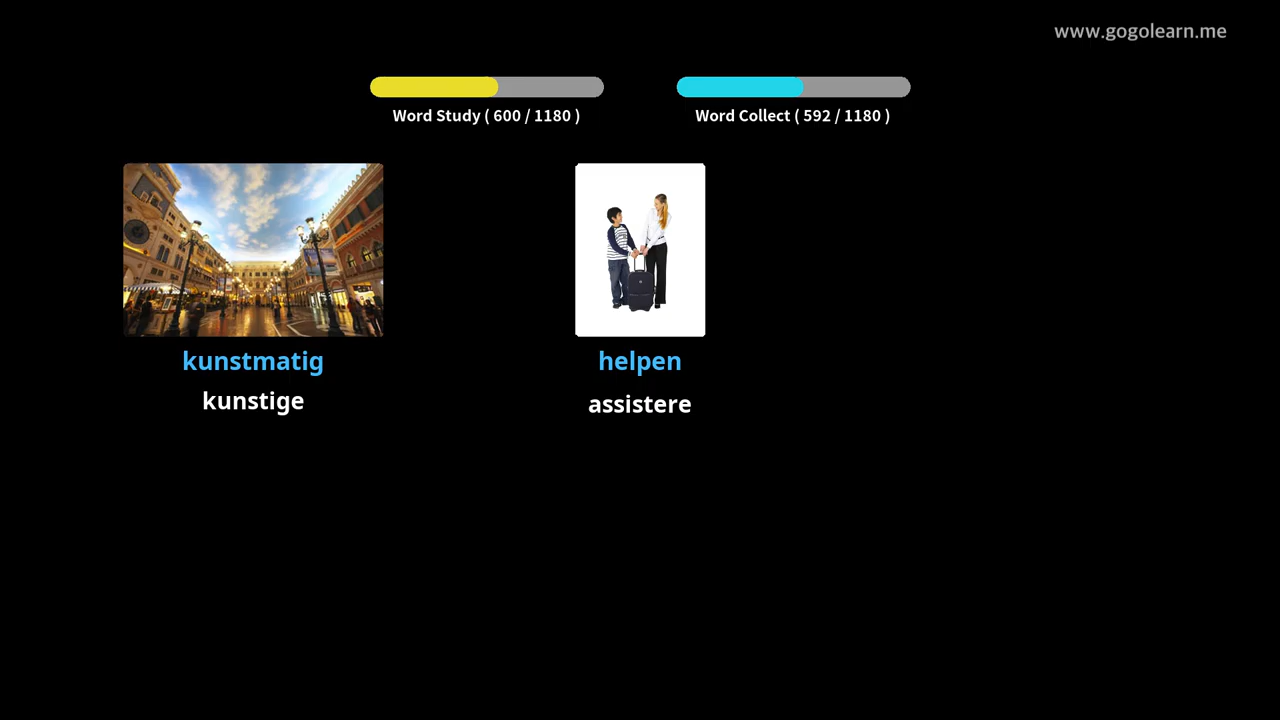 www.gogolearn.me
Word Study ( 600 / 1180 )
Word Collect ( 592 / 1180 )
kunstmatig
kunstige
helpen
assistere